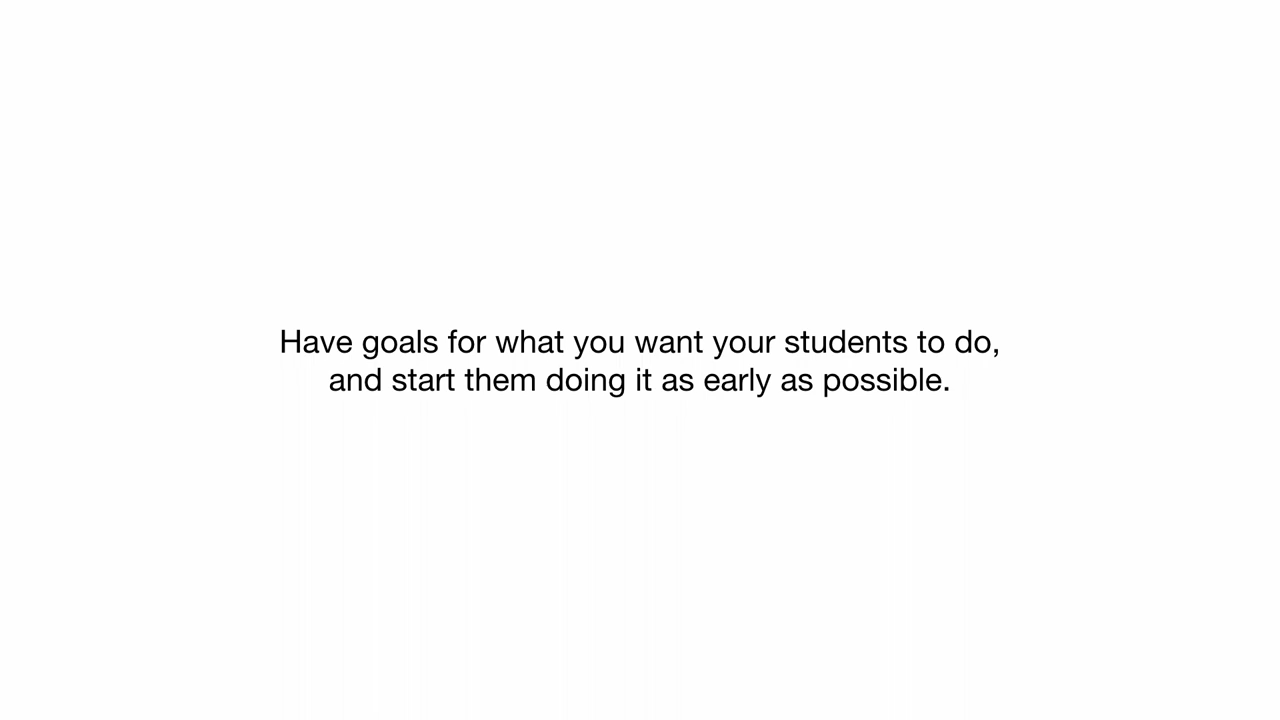 Have goals for what you want your students to do,
and start them doing it as early as possible.